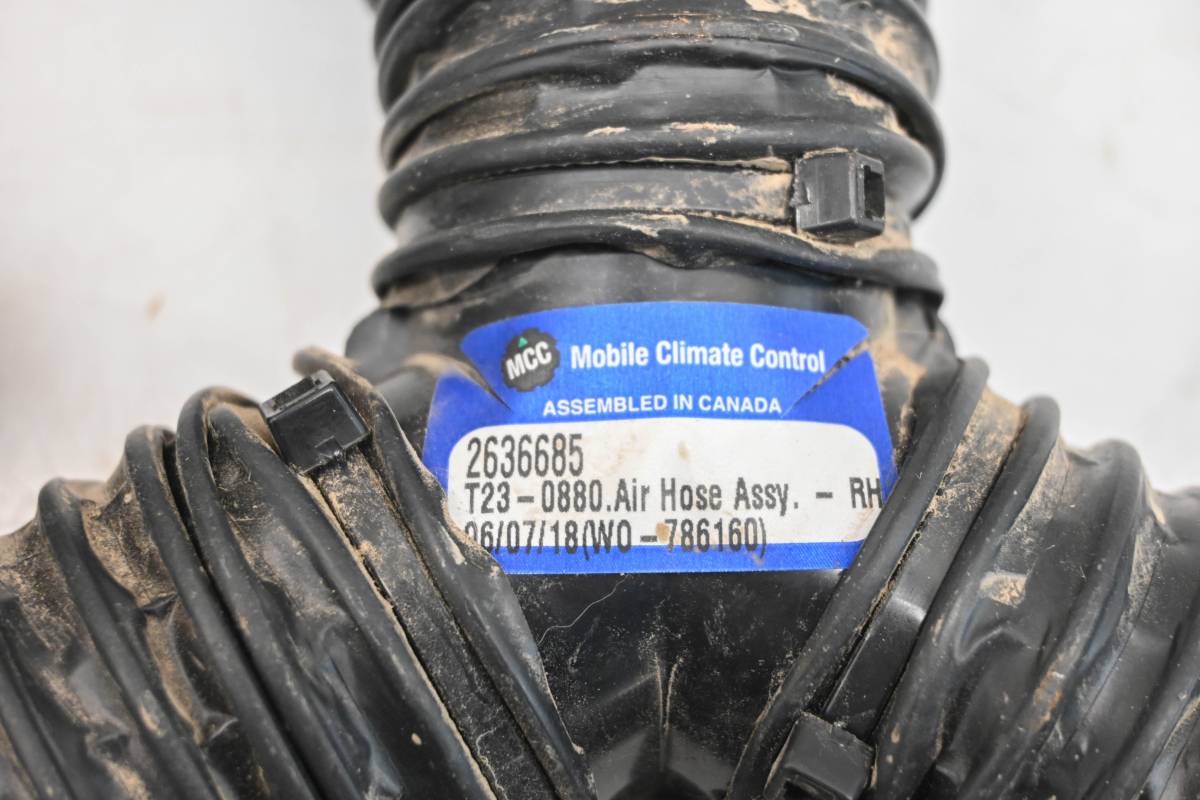 MCC Mobile Climate Control
ASSEMBLED IN CANADA
2636685
T23-0880.Air Hose Assy. - RH
06/07/18(WO-786160)